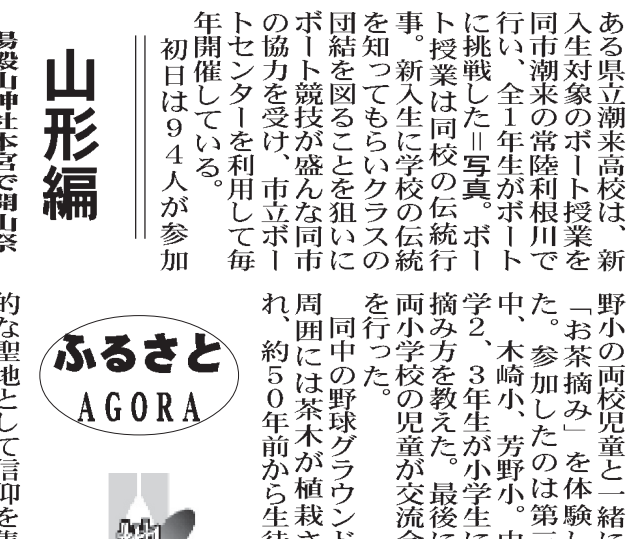 ある県立潮来高校は、新
入生対象のボート授業を
同市潮来の常陸利根川で
行い、全1年生がボート
に挑戦した=写真。ボー
ト授業は同校の伝統行
事。新入生に学校の伝統
を知ってもらいクラスの
団結を図ることを狙いに
ボート競技が盛んな同市
の協力を受け、市立ボー
トセンターを利用して毎
年開催している。
初日は94人が参加
山形編
湯殿山神社本宮で開山祭
野小の両校児童と一緒に
「お茶摘み」を体験し
た。参加したのは第三
中、木崎小、芳野小。中
学2、3年生が小学生に
摘み方を教えた。最後に
両小学校の児童が交流会
を行った。
同中の野球グラウンド
周囲には茶木が植栽さ
れ、約50年前から生徒
ふるさと
AGORA
的な聖地として信仰を集